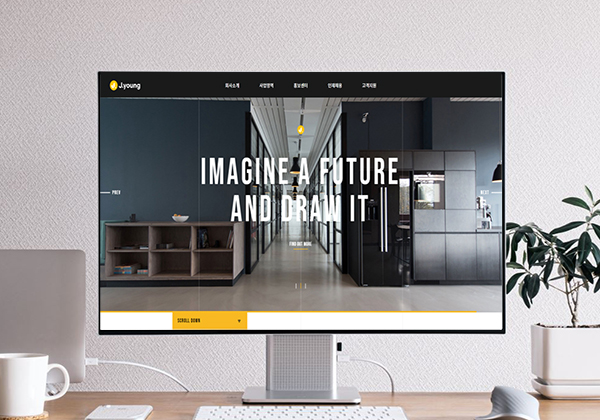 J.young
회사소개 사업영역 홍보센터 인재채용 고객지원
IMAGINE A FUTURE
AND DRAW IT
PREV
NEXT
FIND OUT MORE
SCROLL DOWN